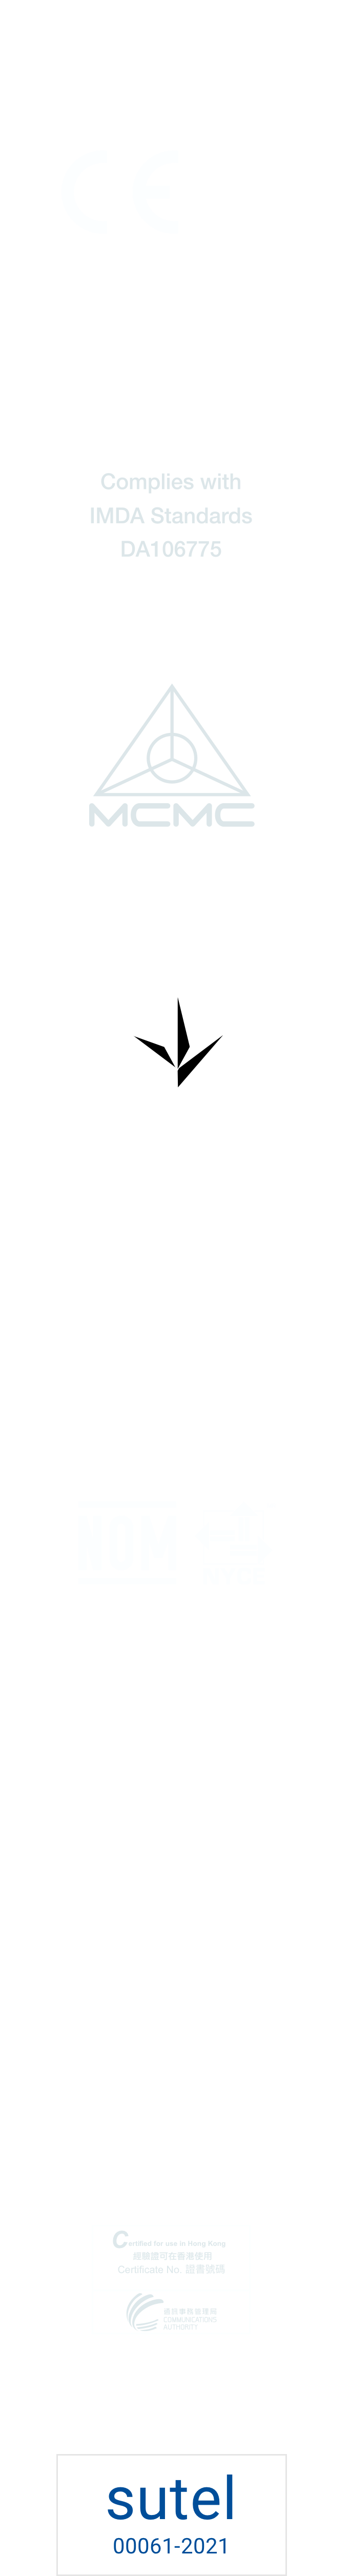 Complies with
IMDA Standards
DA106775
MCMC
Certified for use in Hong Kong
經驗證可在香港使用
Certificate No. 證書號碼
通訊事務管理局
COMMUNICATIONS
AUTHORITY
sutel
00061-2021